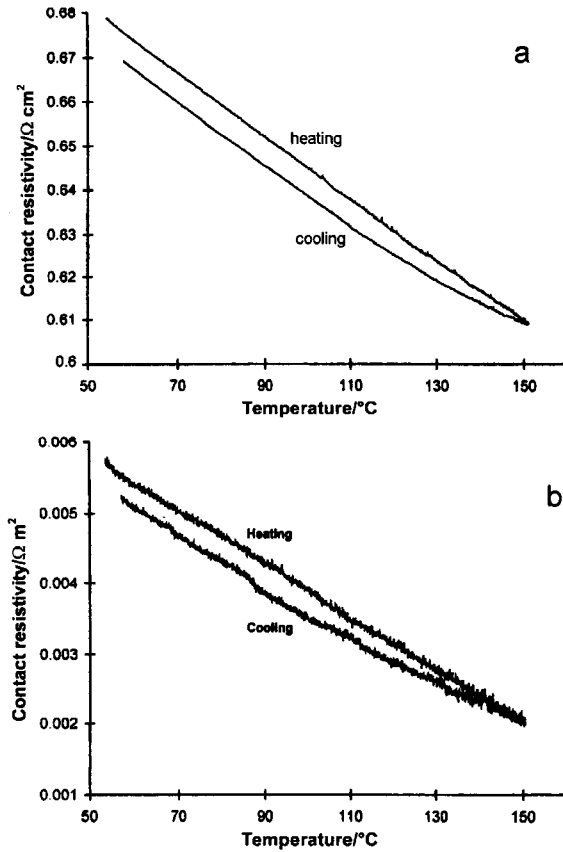 a
Contact resistivity/Ω cm²
0.68
0.67
0.66
0.65
0.64
0.63
0.62
0.61
0.6
heating
cooling
50 70 90 110 130 150
Temperature/°C
b
Contact resistivity/Ω m²
0.006
0.005
0.004
0.003
0.002
0.001
Heating
Cooling
50 70 90 110 130 150
Temperature/°C